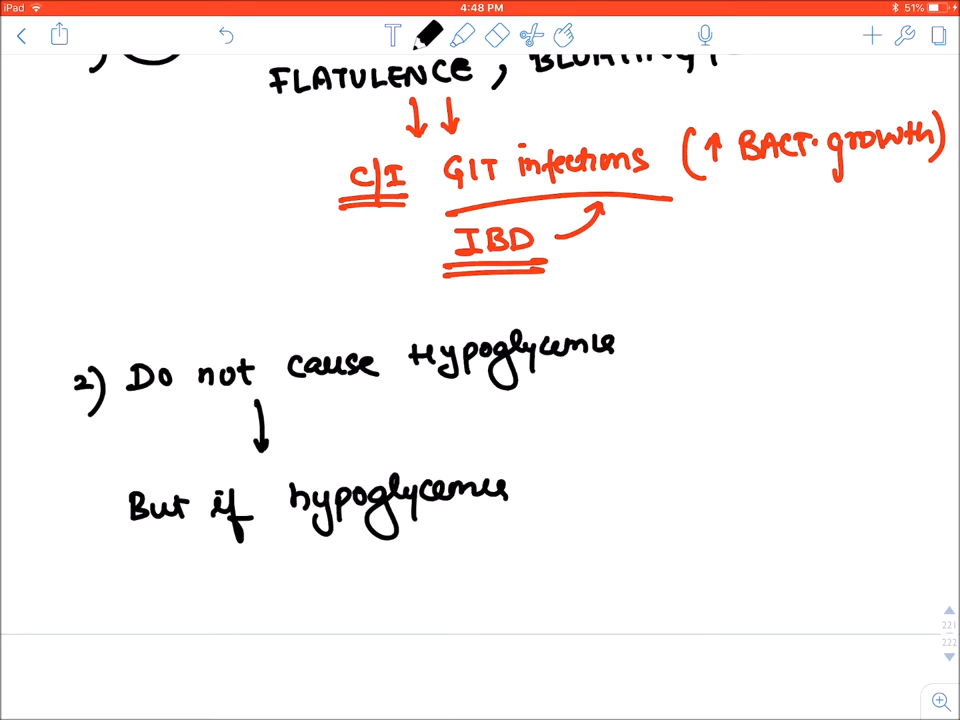 iPad 4:48 PM 51%
T
FLATULENCE, BLOATING
C/I GIT infections (↑ BACT. growth)
IBD
2) Do not cause Hypoglycemia
↓
But if hypoglycemia
221
222